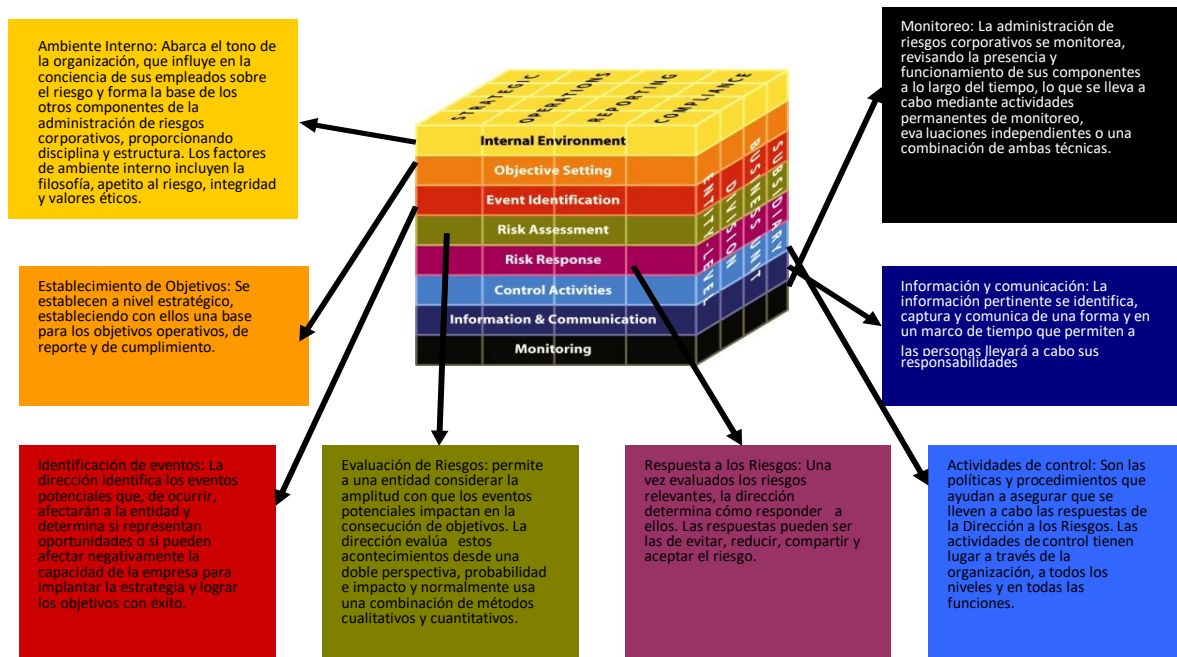 Ambiente Interno: Abarca el tono de
la organización, que influye en la
conciencia de sus empleados sobre
el riesgo y forma la base de los
otros componentes de la
administración de riesgos
corporativos, proporcionando
disciplina y estructura. Los factores
de ambiente interno incluyen la
filosofía, apetito al riesgo, integridad
y valores éticos.
STRATEGIC
OPERATIONS
REPORTING
COMPLIANCE
Internal Environment
Objective Setting
Event Identification
Risk Assessment
Risk Response
Control Activities
Information & Communication
Monitoring
ENTITY-LEVEL
DIVISION
BUSINESS UNIT
SUBSIDIARY
Monitoreo: La administración de
riesgos corporativos se monitorea,
revisando la presencia y
funcionamiento de sus componentes
a lo largo del tiempo, lo que se lleva a
cabo mediante actividades
permanentes de monitoreo,
eva luaciones independientes o una
combinación de ambas técnicas.
Establecimiento de Objetivos: Se
establecen a nivel estratégico,
estableciendo con ellos una base
para los objetivos operativos, de
reporte y de cumplimiento.
Información y comunicación: La
información pertinente se identifica,
captura y comunica de una forma y en
un marco de tiempo que permiten a
las personas llevará a cabo sus
responsabilidades
Identificación de eventos: La
dirección identifica los eventos
potenciales que, de ocurrir,
afectarán a la entidad y
determina si representan
oportunidades o si pueden
afectar negativamente la
capacidad de la empresa para
implantar la estrategia y lograr
los objetivos con éxito.
Evaluación de Riesgos: permite
a una entidad considerar la
amplitud con que los eventos
potenciales impactan en la
consecución de objetivos. La
dirección evalúa estos
acontecimientos desde una
doble perspectiva, probabilidad
e impacto y normalmente usa
una combinación de métodos
cualitativos y cuantitativos.
Respuesta a los Riesgos: Una
vez evaluados los riesgos
relevantes, la dirección
determina cómo responder a
ellos. Las respuestas pueden ser
las de evitar, reducir, compartir y
aceptar el riesgo.
Actividades de control: Son las
políticas y procedimientos que
ayudan a asegurar que se
lleven a cabo las respuestas de
la Dirección a los Riesgos. Las
actividades de control tienen
lugar a través de la
organización, a todos los
niveles y en todas las
funciones.